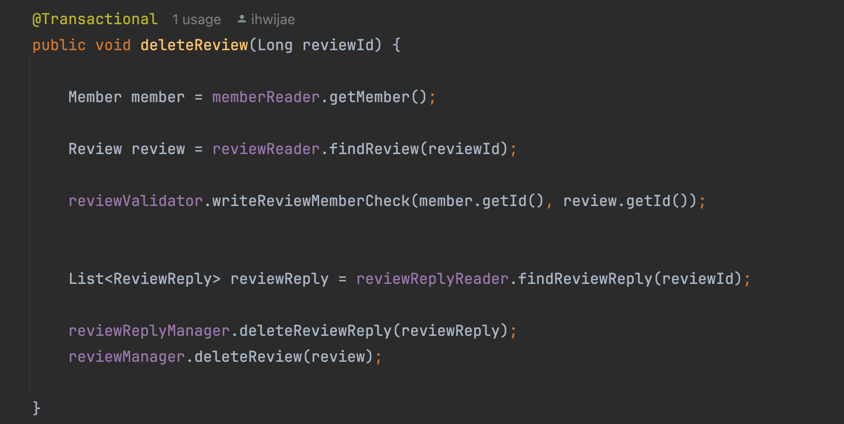 @Transactional 1 usage ihwijae
public void deleteReview(Long reviewId) {
Member member = memberReader.getMember();
Review review = reviewReader.findReview(reviewId);
reviewValidator.writeReviewMemberCheck(member.getId(), review.getId());
List<ReviewReply> reviewReply = reviewReplyReader.findReviewReply(reviewId);
reviewReplyManager.deleteReviewReply(reviewReply);
reviewManager.deleteReview(review);
}